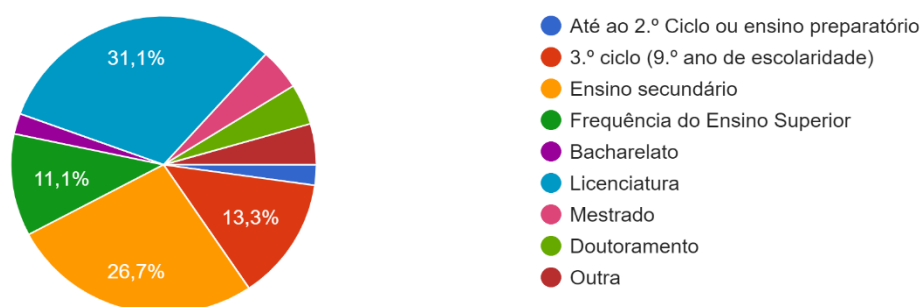 31,1%
11,1%
26,7%
13,3%
Até ao 2.º Ciclo ou ensino preparatório
3.º ciclo (9.º ano de escolaridade)
Ensino secundário
Frequência do Ensino Superior
Bacharelato
Licenciatura
Mestrado
Doutoramento
Outra